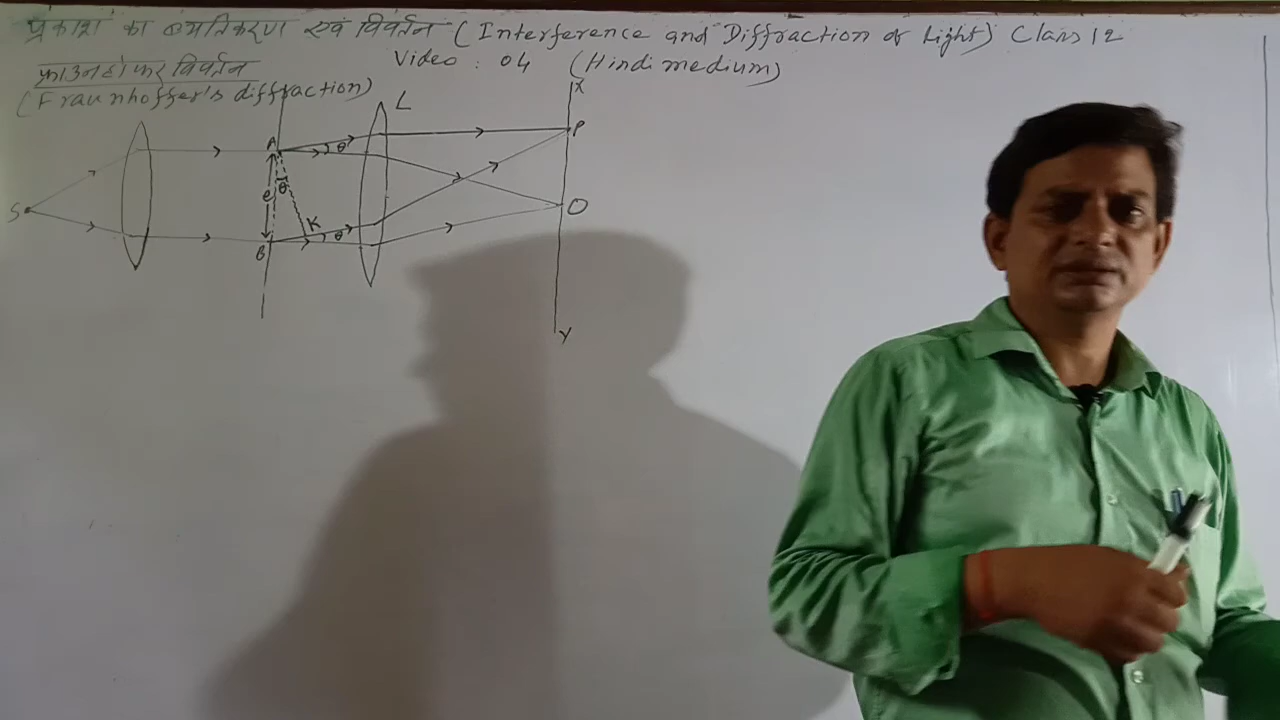 प्रकाश का व्यतिकरण एवं विवर्तन (Interference and Diffraction of Light) Class 12
फ्राउनहोफर विवर्तन Video : 04 (Hindi medium)
(Fraunhoffer's diffraction)
X
L
A θ P
e θ
S K O
B θ
Y